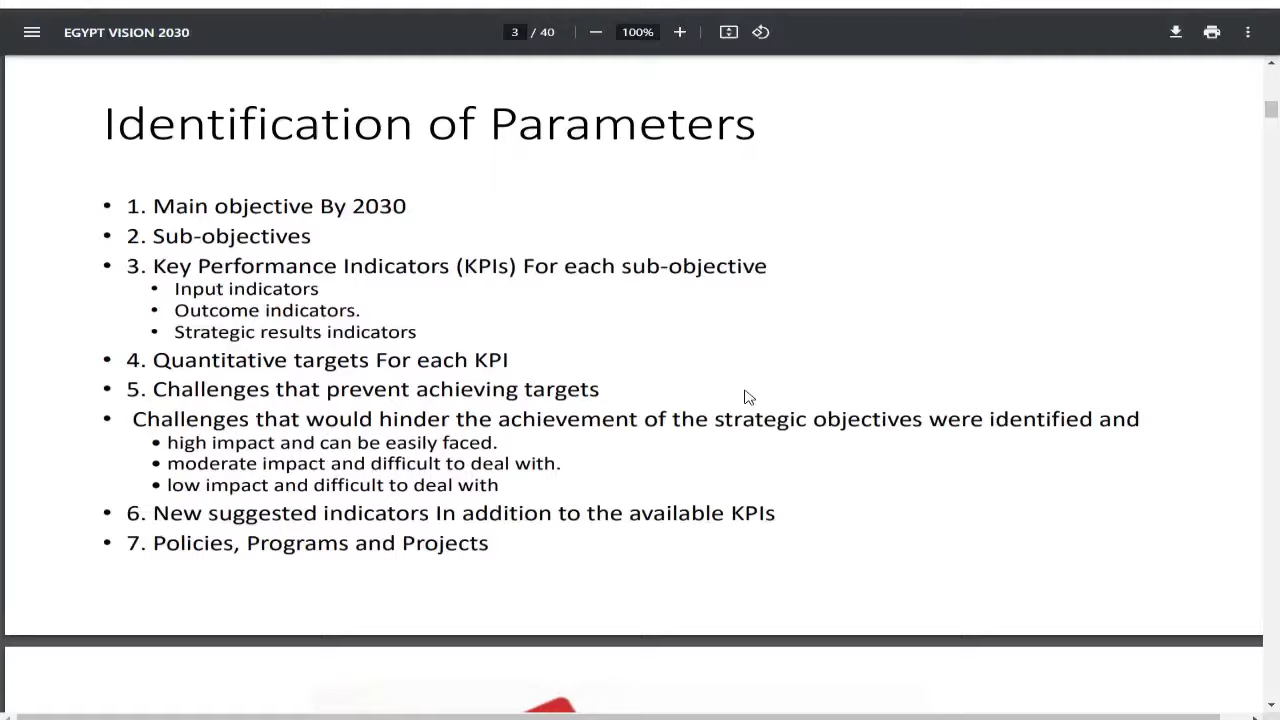 EGYPT VISION 2030
3 / 40
100%
Identification of Parameters
• 1. Main objective By 2030
• 2. Sub-objectives
• 3. Key Performance Indicators (KPIs) For each sub-objective
• Input indicators
• Outcome indicators.
• Strategic results indicators
• 4. Quantitative targets For each KPI
• 5. Challenges that prevent achieving targets
• Challenges that would hinder the achievement of the strategic objectives were identified and
• high impact and can be easily faced.
• moderate impact and difficult to deal with.
• low impact and difficult to deal with
• 6. New suggested indicators In addition to the available KPIs
• 7. Policies, Programs and Projects